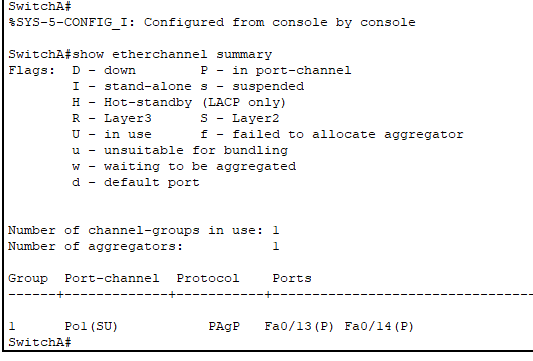 SwitchA#
%SYS-5-CONFIG_I: Configured from console by console
SwitchA#show etherchannel summary
Flags:  D - down        P - in port-channel
        I - stand-alone s - suspended
        H - Hot-standby (LACP only)
        R - Layer3      S - Layer2
        U - in use      f - failed to allocate aggregator
        u - unsuitable for bundling
        w - waiting to be aggregated
        d - default port
Number of channel-groups in use: 1
Number of aggregators:           1
Group  Port-channel  Protocol    Ports
------+-------------+-----------+----------------------------------
1      Po1(SU)           PAgP   Fa0/13(P) Fa0/14(P)
SwitchA#